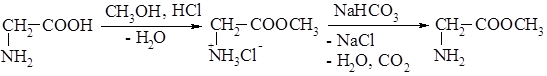 CH2–COOH CH3OH, HCl CH2–COOCH3 NaHCO3 CH2–COOCH3
- H2O - NaCl
NH2 NH3Cl- - H2O, CO2 NH2